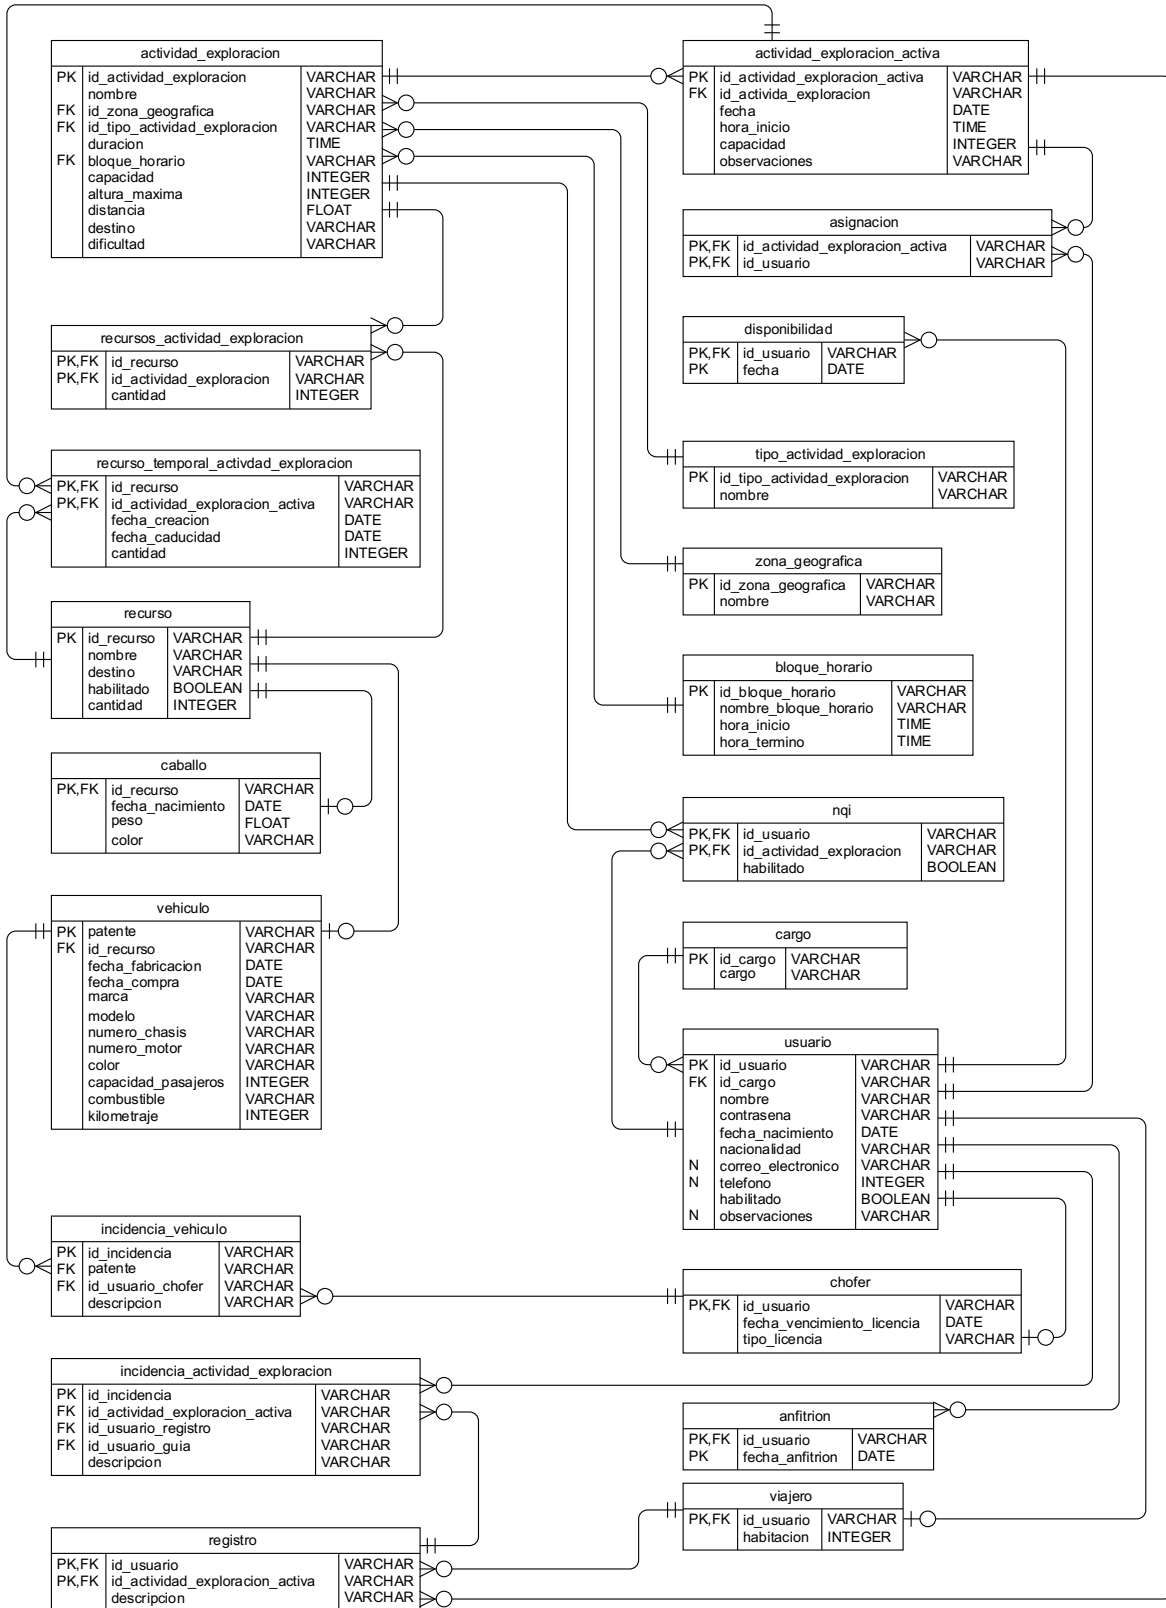 actividad_exploracion
PK id_actividad_exploracion VARCHAR
nombre VARCHAR
FK id_zona_geografica VARCHAR
FK id_tipo_actividad_exploracion VARCHAR
duracion TIME
FK bloque_horario VARCHAR
capacidad INTEGER
altura_maxima INTEGER
distancia FLOAT
destino VARCHAR
dificultad VARCHAR
actividad_exploracion_activa
PK id_actividad_exploracion_activa VARCHAR
FK id_activida_exploracion VARCHAR
fecha DATE
hora_inicio TIME
capacidad INTEGER
observaciones VARCHAR
asignacion
PK,FK id_actividad_exploracion_activa VARCHAR
PK,FK id_usuario VARCHAR
recursos_actividad_exploracion
PK,FK id_recurso VARCHAR
PK,FK id_actividad_exploracion VARCHAR
cantidad INTEGER
disponibilidad
PK,FK id_usuario VARCHAR
PK fecha DATE
recurso_temporal_activdad_exploracion
PK,FK id_recurso VARCHAR
PK,FK id_actividad_exploracion_activa VARCHAR
fecha_creacion DATE
fecha_caducidad DATE
cantidad INTEGER
tipo_actividad_exploracion
PK id_tipo_actividad_exploracion VARCHAR
nombre VARCHAR
zona_geografica
PK id_zona_geografica VARCHAR
nombre VARCHAR
recurso
PK id_recurso VARCHAR
nombre VARCHAR
destino VARCHAR
habilitado BOOLEAN
cantidad INTEGER
bloque_horario
PK id_bloque_horario VARCHAR
nombre_bloque_horario VARCHAR
hora_inicio TIME
hora_termino TIME
caballo
PK,FK id_recurso VARCHAR
fecha_nacimiento DATE
peso FLOAT
color VARCHAR
nqi
PK,FK id_usuario VARCHAR
PK,FK id_actividad_exploracion VARCHAR
habilitado BOOLEAN
vehiculo
PK patente VARCHAR
FK id_recurso VARCHAR
fecha_fabricacion DATE
fecha_compra DATE
marca VARCHAR
modelo VARCHAR
numero_chasis VARCHAR
numero_motor VARCHAR
color VARCHAR
capacidad_pasajeros INTEGER
combustible VARCHAR
kilometraje INTEGER
cargo
PK id_cargo VARCHAR
cargo VARCHAR
usuario
PK id_usuario VARCHAR
FK id_cargo VARCHAR
nombre VARCHAR
contrasena VARCHAR
fecha_nacimiento DATE
nacionalidad VARCHAR
N correo_electronico VARCHAR
N telefono INTEGER
habilitado BOOLEAN
N observaciones VARCHAR
incidencia_vehiculo
PK id_incidencia VARCHAR
FK patente VARCHAR
FK id_usuario_chofer VARCHAR
descripcion VARCHAR
chofer
PK,FK id_usuario VARCHAR
fecha_vencimiento_licencia DATE
tipo_licencia VARCHAR
incidencia_actividad_exploracion
PK id_incidencia VARCHAR
FK id_actividad_exploracion_activa VARCHAR
FK id_usuario_registro VARCHAR
FK id_usuario_guia VARCHAR
descripcion VARCHAR
anfitrion
PK,FK id_usuario VARCHAR
PK fecha_anfitrion DATE
viajero
PK,FK id_usuario VARCHAR
habitacion INTEGER
registro
PK,FK id_usuario VARCHAR
PK,FK id_actividad_exploracion_activa VARCHAR
descripcion VARCHAR